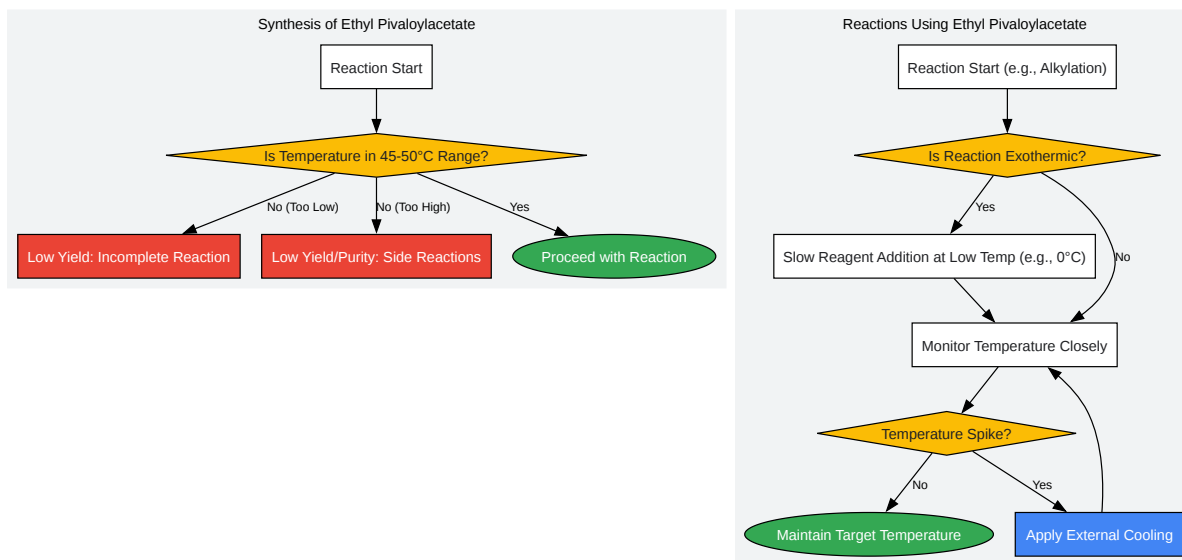 Synthesis of Ethyl Pivaloylacetate
Reaction Start
Is Temperature in 45-50°C Range?
No (Too Low)
No (Too High)
Yes
Low Yield: Incomplete Reaction
Low Yield/Purity: Side Reactions
Proceed with Reaction
Reactions Using Ethyl Pivaloylacetate
Reaction Start (e.g., Alkylation)
Is Reaction Exothermic?
Yes
Slow Reagent Addition at Low Temp (e.g., 0°C)
No
Monitor Temperature Closely
Temperature Spike?
No
Yes
Maintain Target Temperature
Apply External Cooling